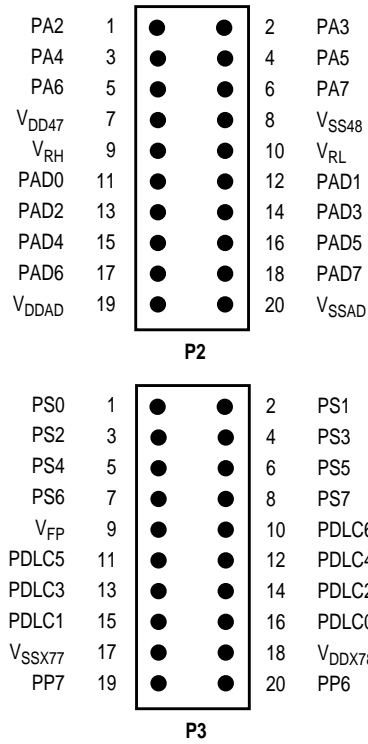 PA2 1 2 PA3
PA4 3 4 PA5
PA6 5 6 PA7
VDD47 7 8 VSS48
VRH 9 10 VRL
PAD0 11 12 PAD1
PAD2 13 14 PAD3
PAD4 15 16 PAD5
PAD6 17 18 PAD7
VDDAD 19 20 VSSAD
P2
PS0 1 2 PS1
PS2 3 4 PS3
PS4 5 6 PS5
PS6 7 8 PS7
VFP 9 10 PDLC6
PDLC5 11 12 PDLC4
PDLC3 13 14 PDLC2
PDLC1 15 16 PDLC0
VSSX77 17 18 VDDX78
PP7 19 20 PP6
P3